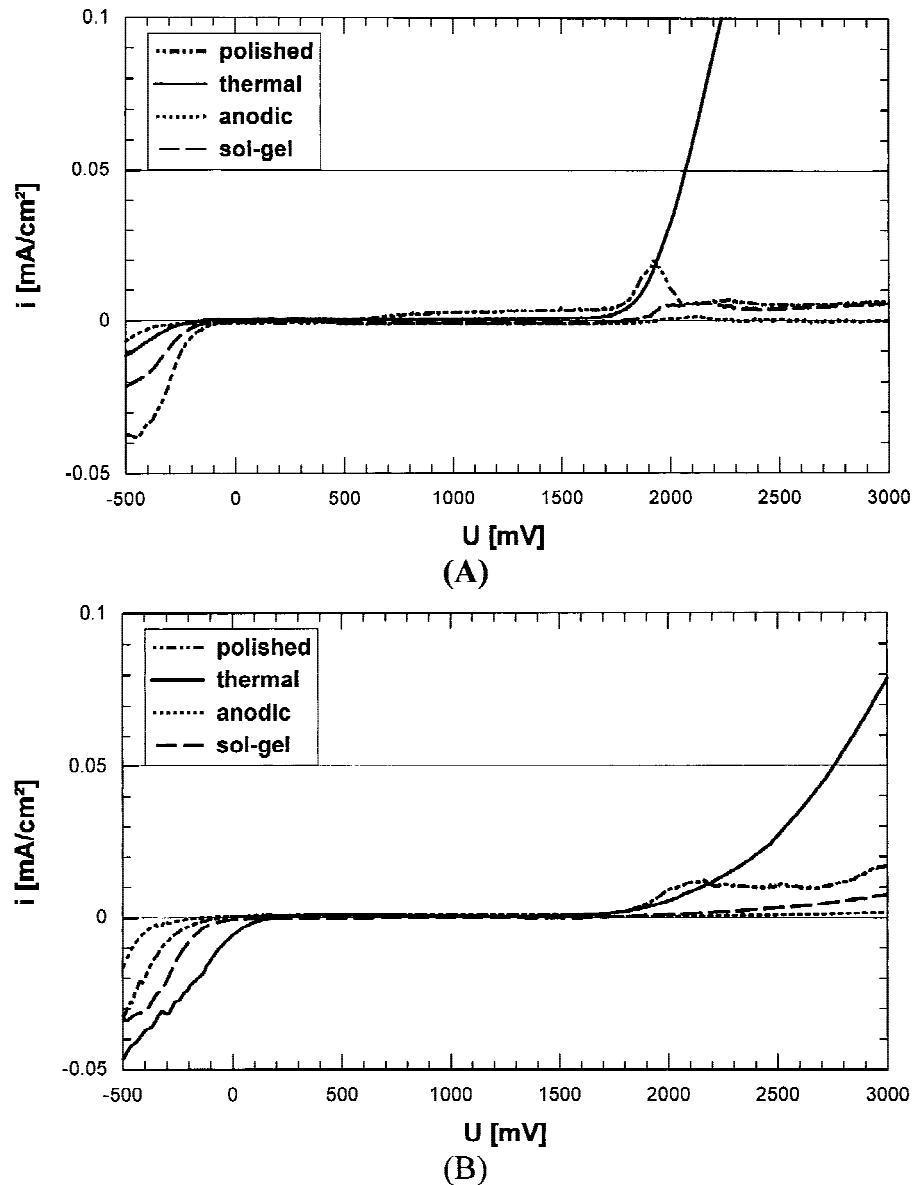 0.1
polished
thermal
anodic
sol-gel
0.05
i [mA/cm²]
0
-0.05
-500 0 500 1000 1500 2000 2500 3000
U [mV]
(A)
0.1
polished
thermal
anodic
sol-gel
0.05
i [mA/cm²]
0
-0.05
-500 0 500 1000 1500 2000 2500 3000
U [mV]
(B)